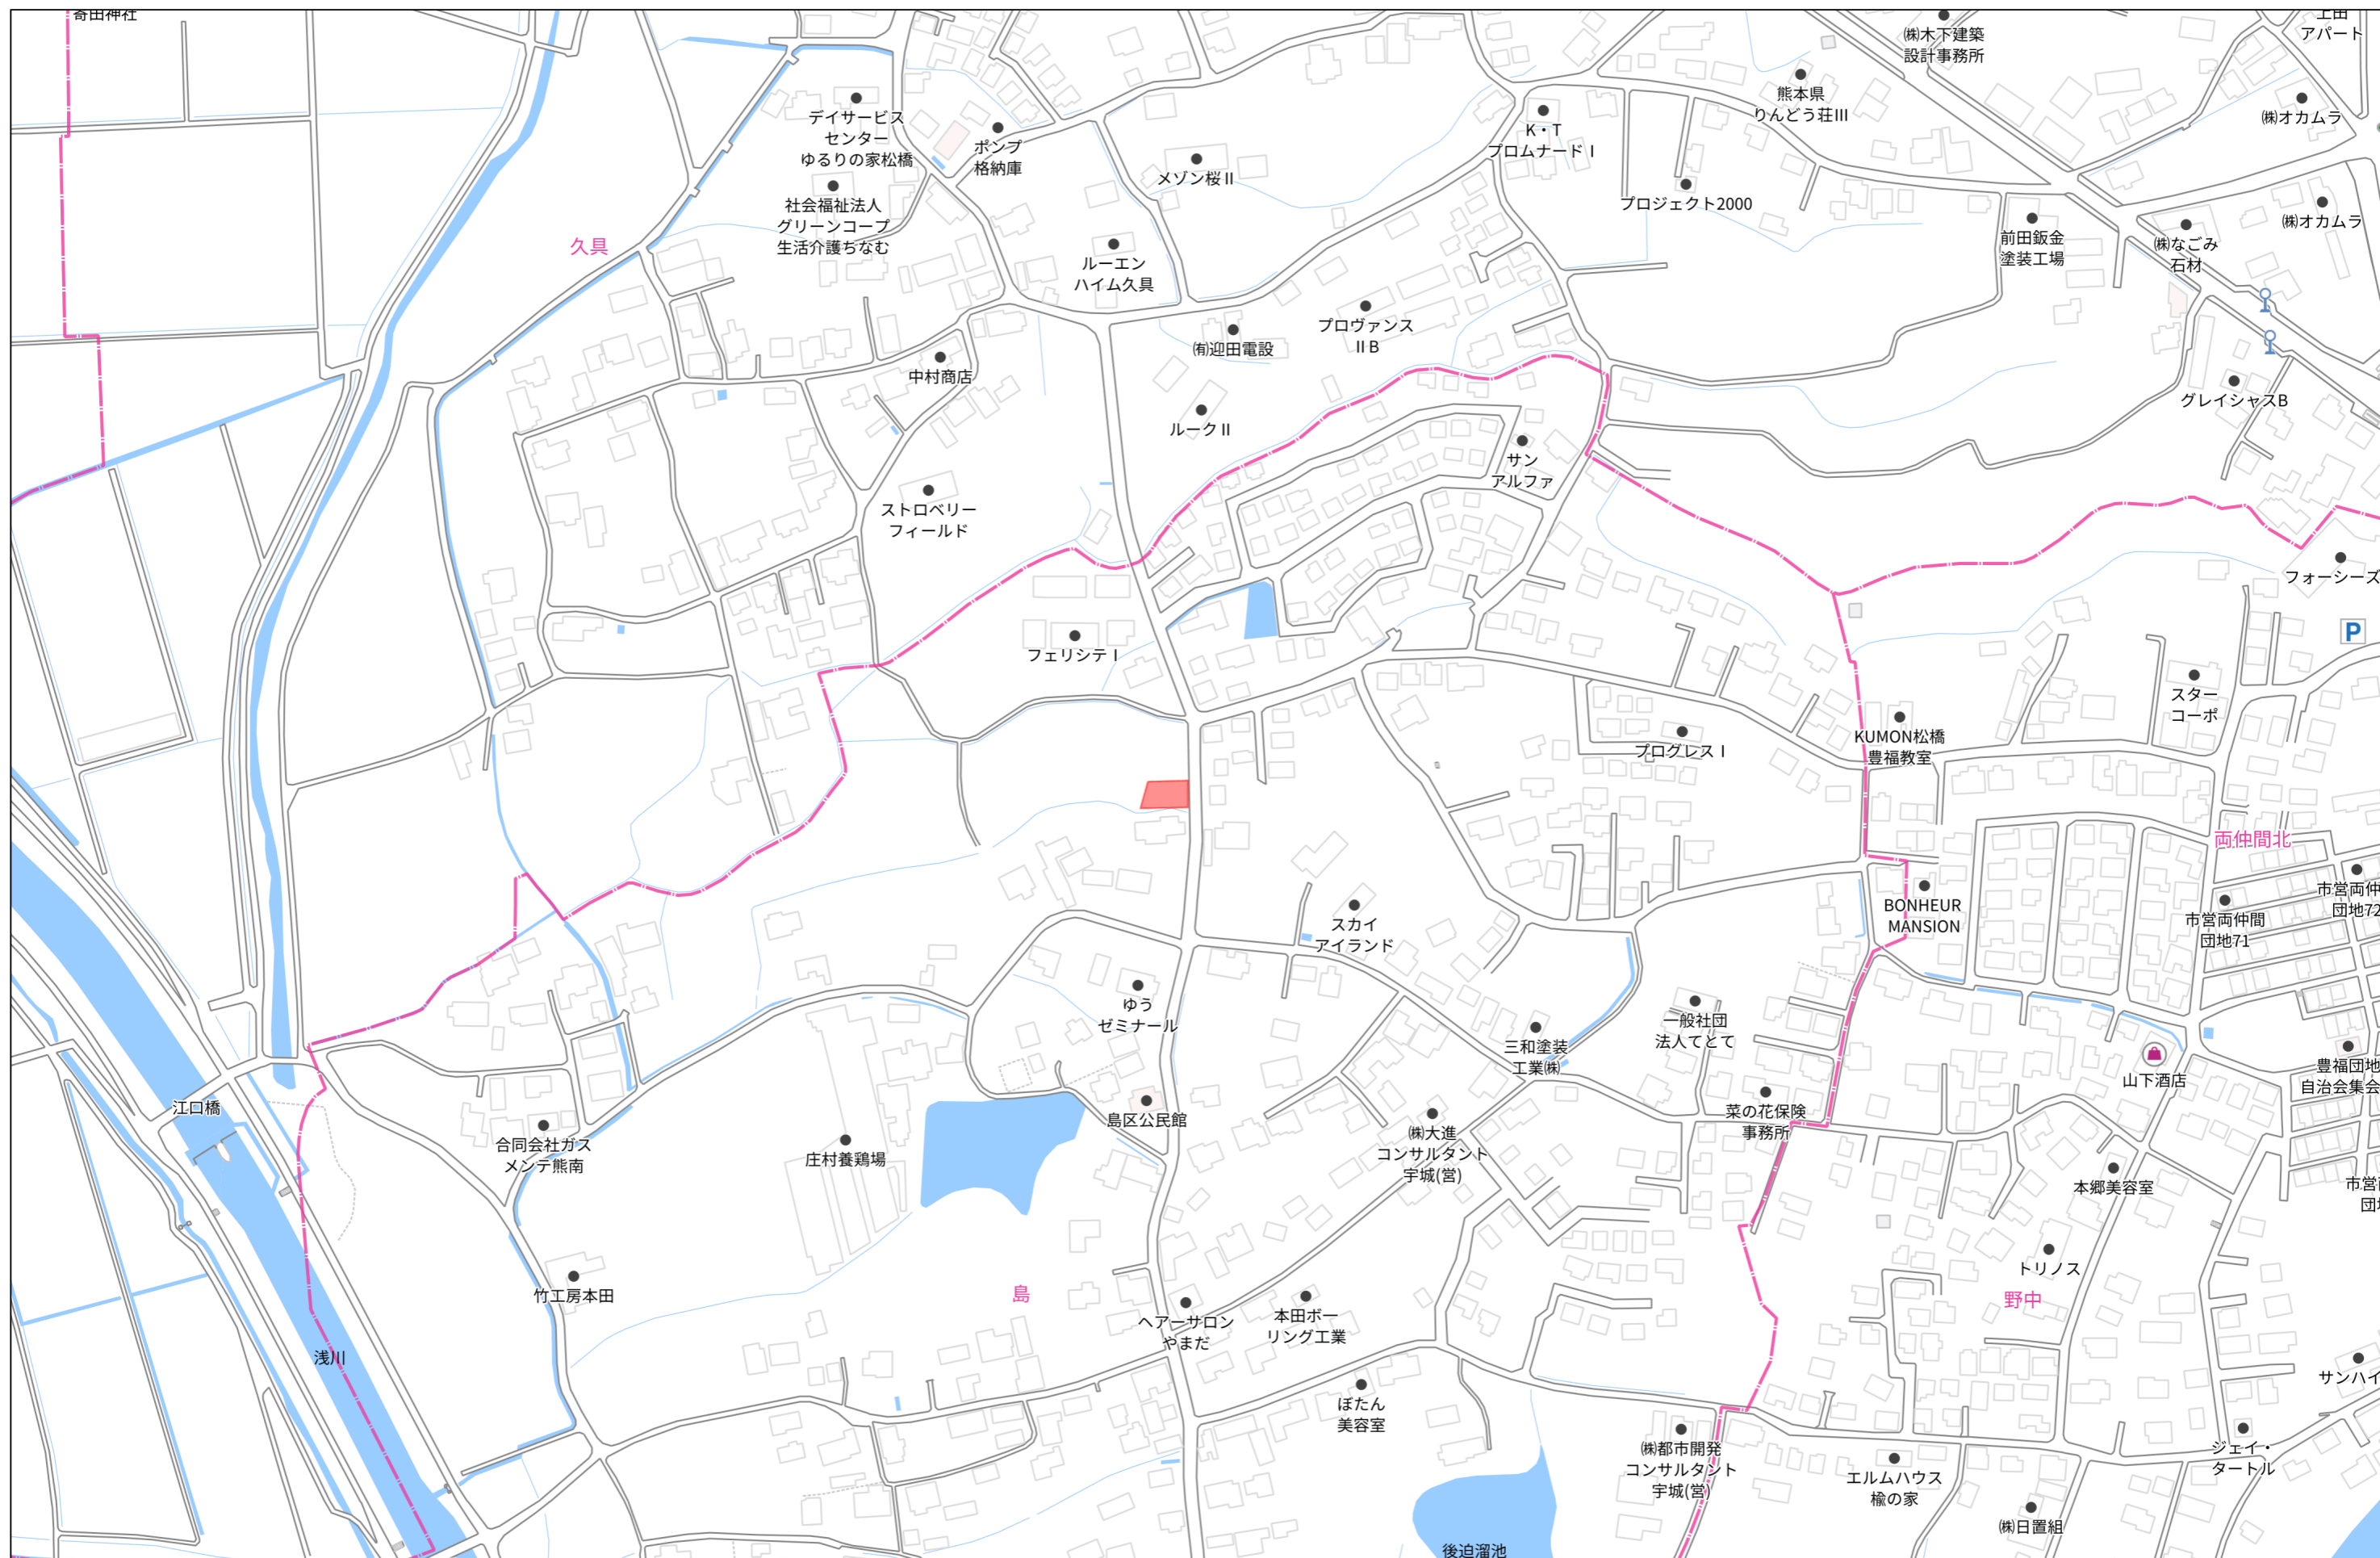 寄田神社
㈱木下建築
設計事務所
上田
アパート
デイサービス
センター
ゆるりの家松橋
ポンプ
格納庫
メゾン桜Ⅱ
K・T
プロムナードⅠ
熊本県
りんどう荘Ⅲ
㈱オカムラ
社会福祉法人
グリーンコープ
生活介護ちなむ
プロジェクト2000
前田鈑金
塗装工場
㈱なごみ
石材
㈱オカムラ
久具
ルーエン
ハイム久具
㈲迎田電設
プロヴァンス
ⅡB
中村商店
ルークⅡ
グレイシャスB
サン
アルファ
ストロベリー
フィールド
フォーシーズ
P
フェリシテⅠ
スター
コーポ
プログレスⅠ
KUMON松橋
豊福教室
両仲間北
市営両仲
団地72
スカイ
アイランド
BONHEUR
MANSION
市営両仲間
団地71
ゆう
ゼミナール
三和塗装
工業㈱
一般社団
法人てとて
山下酒店
豊福団地
自治会集会
江口橋
合同会社ガス
メンテ熊南
庄村養鶏場
島区公民館
㈱大進
コンサルタント
宇城(営)
菜の花保険
事務所
本郷美容室
市営両
団地
竹工房本田
島
トリノス
野中
ヘアーサロン
やまだ
本田ボー
リング工業
浅川
サンハイ
ぼたん
美容室
㈱都市開発
コンサルタント
宇城(営)
エルムハウス
楡の家
ジェイ・
タートル
㈱日置組
後迫溜池